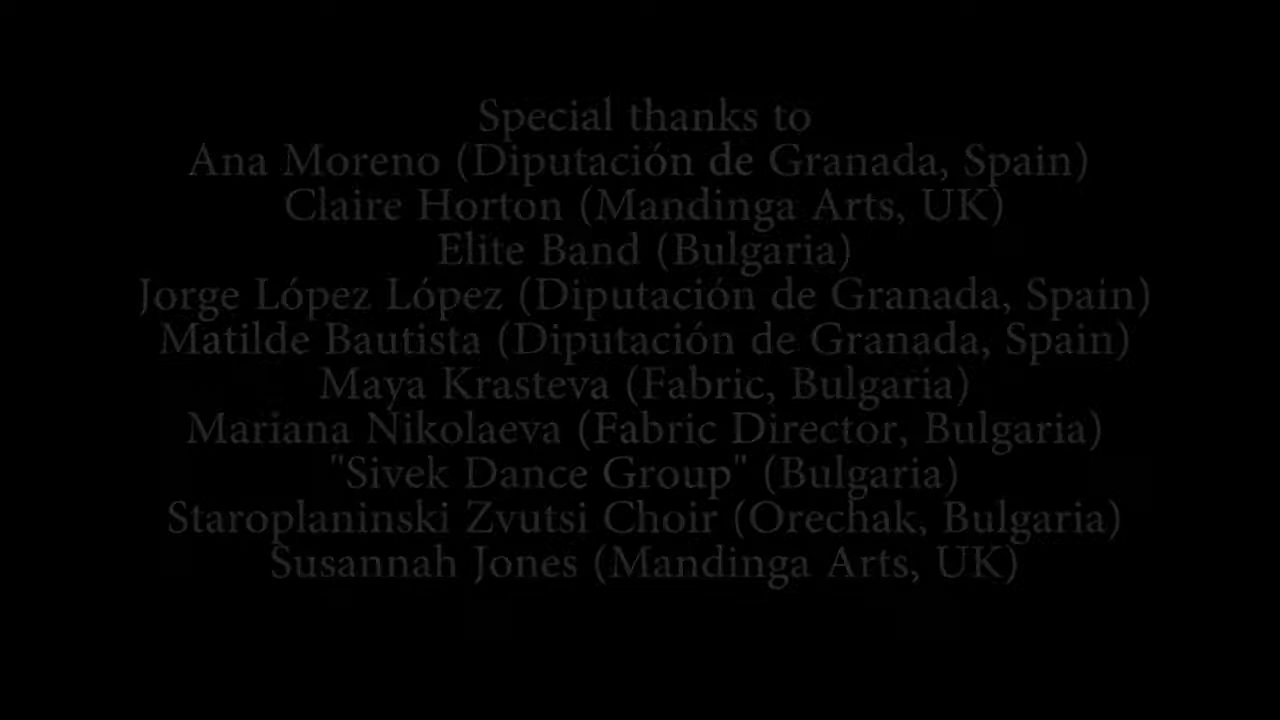 Special thanks to
Ana Moreno (Diputación de Granada, Spain)
Claire Horton (Mandinga Arts, UK)
Elite Band (Bulgaria)
Jorge López López (Diputación de Granada, Spain)
Matilde Bautista (Diputación de Granada, Spain)
Maya Krasteva (Fabric, Bulgaria)
Mariana Nikolaeva (Fabric Director, Bulgaria)
"Sivek Dance Group" (Bulgaria)
Staroplaninski Zvutsi Choir (Orechak, Bulgaria)
Susannah Jones (Mandinga Arts, UK)